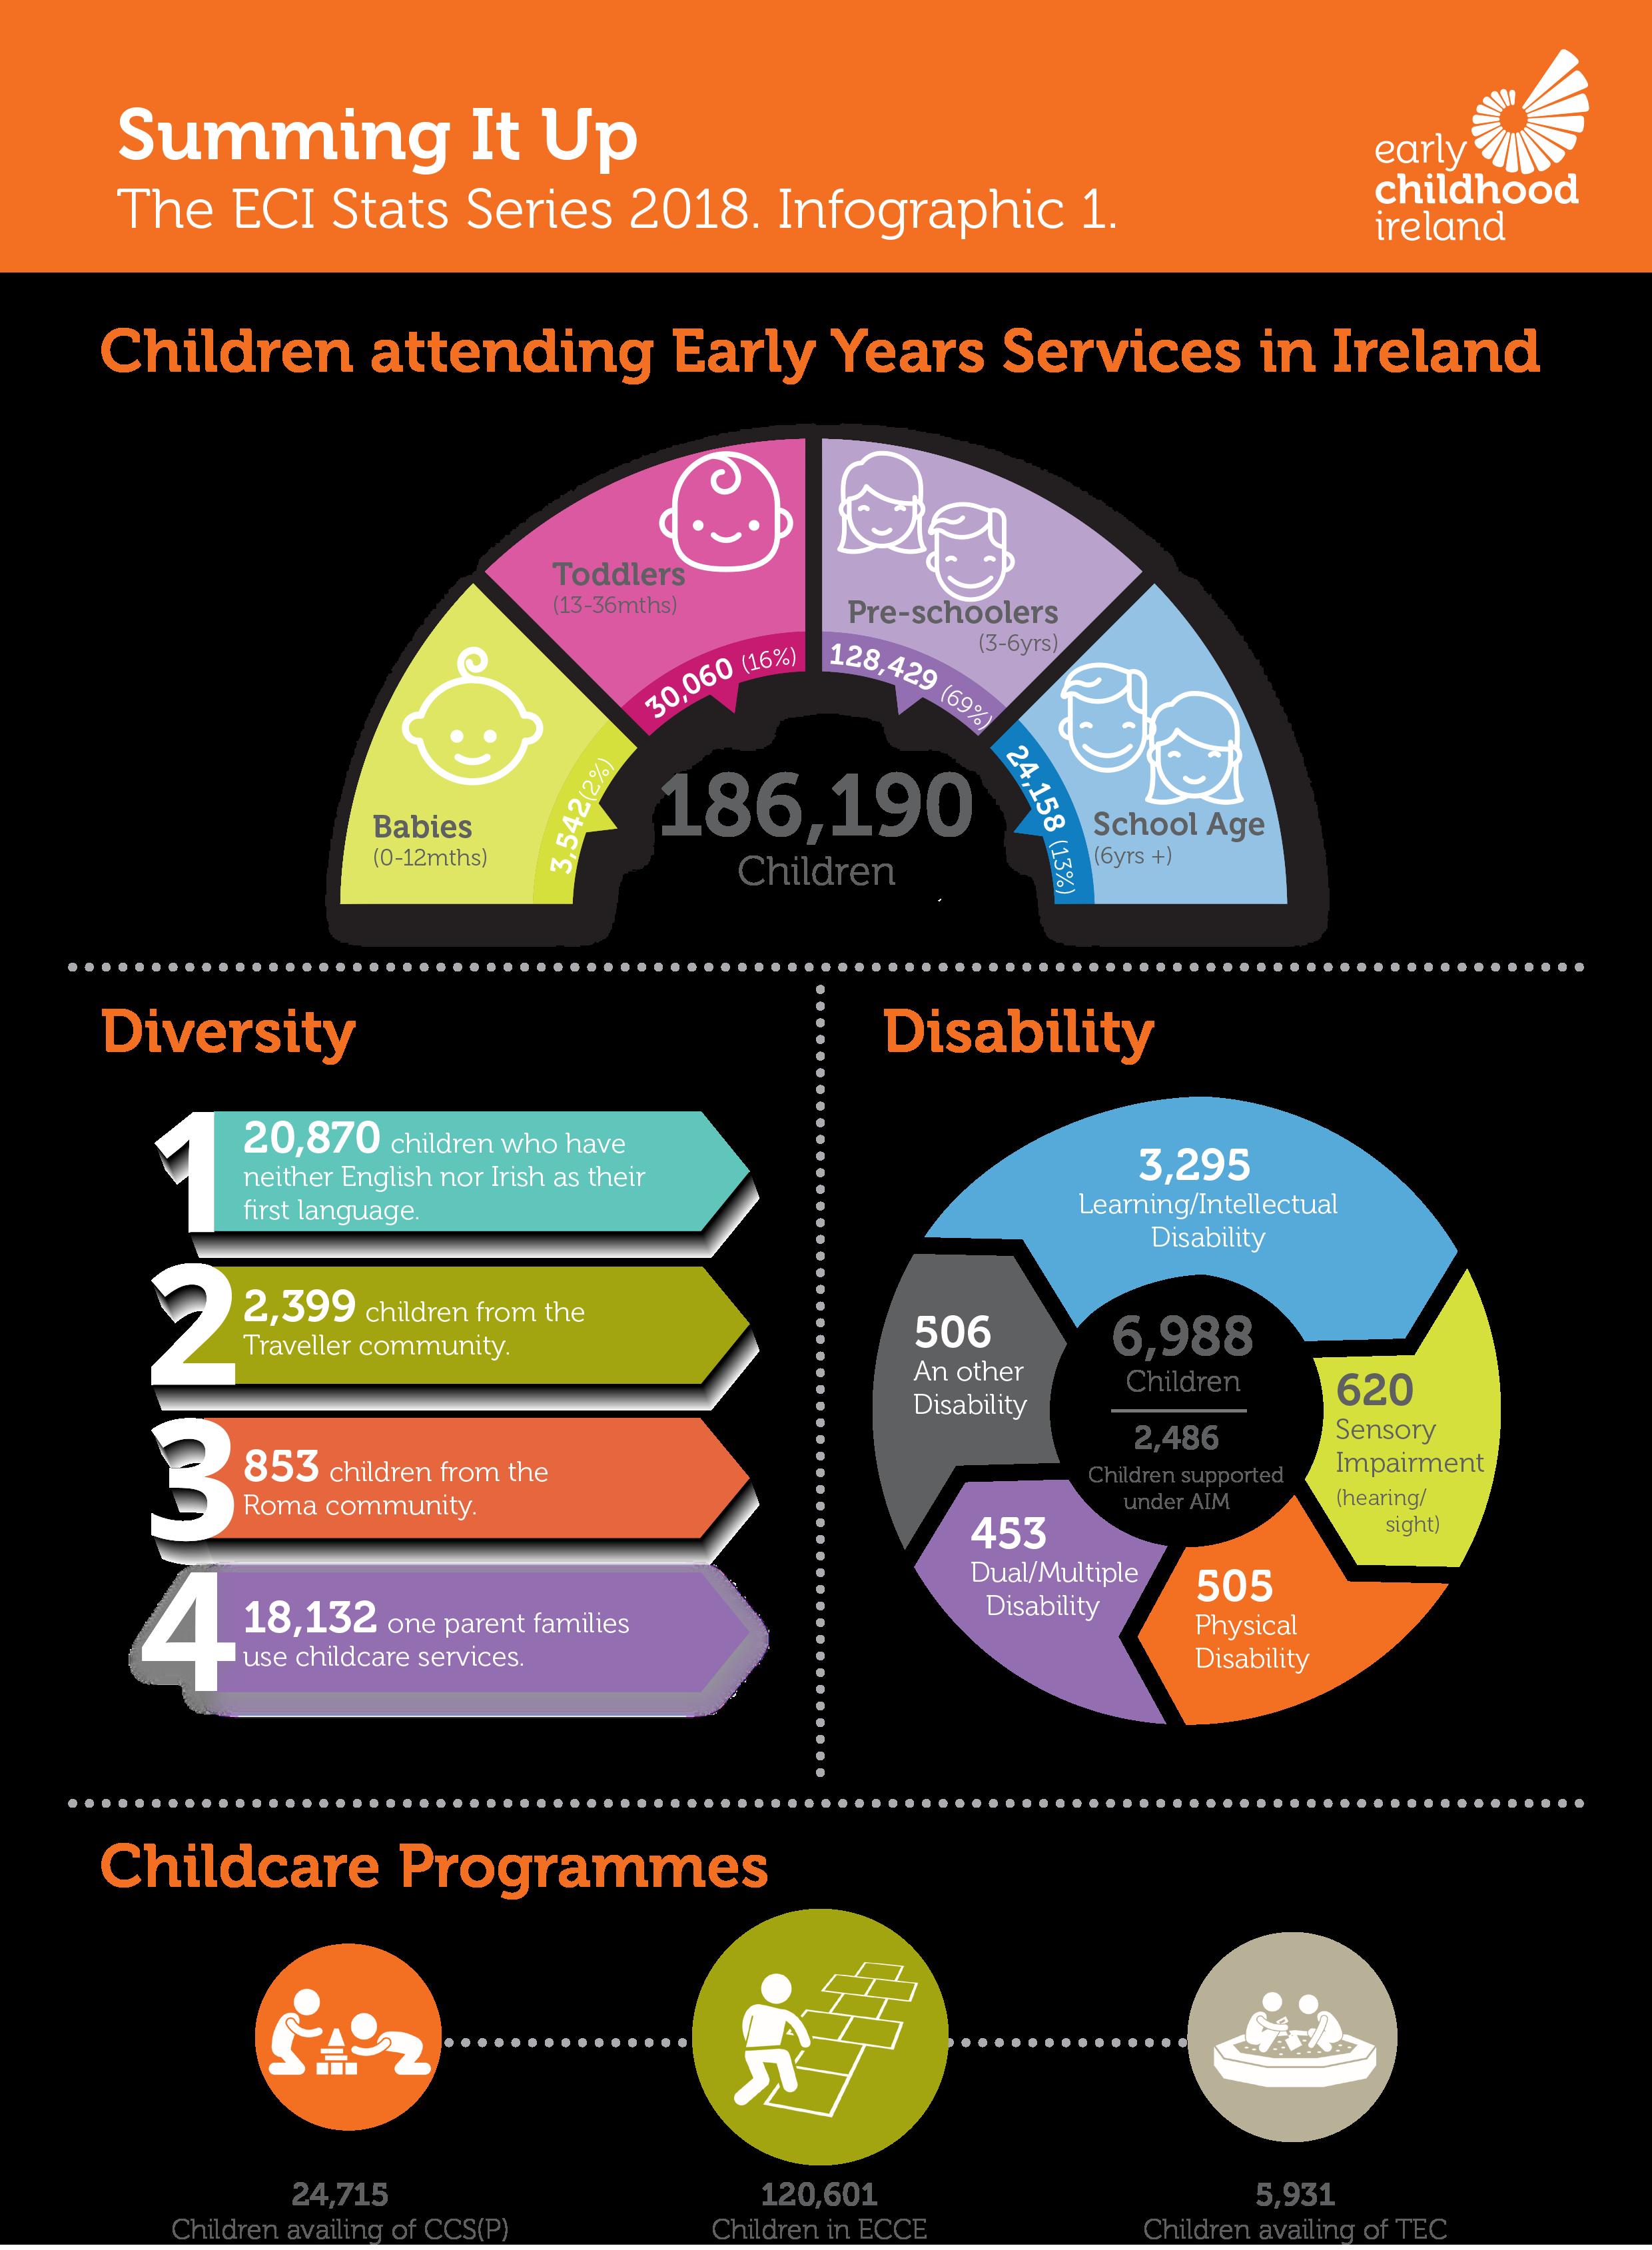 Summing It Up
The ECI Stats Series 2018. Infographic 1.
early
childhood
ireland
Children attending Early Years Services in Ireland
Babies
(0-12mths)
3,542(2%)
Toddlers
(13-36mths)
30,060 (16%)
Pre-schoolers
(3-6yrs)
128,429 (69%)
School Age
(6yrs +)
24,158 (13%)
186,190
Children
Diversity
1
20,870 children who have
neither English nor Irish as their
first language.
2
2,399 children from the
Traveller community.
3
853 children from the
Roma community.
4
18,132 one parent families
use childcare services.
Disability
3,295
Learning/Intellectual
Disability
620
Sensory
Impairment
(hearing/
sight)
505
Physical
Disability
453
Dual/Multiple
Disability
506
An other
Disability
6,988
Children
2,486
Children supported
under AIM
Childcare Programmes
24,715
Children availing of CCS(P)
120,601
Children in ECCE
5,931
Children availing of TEC